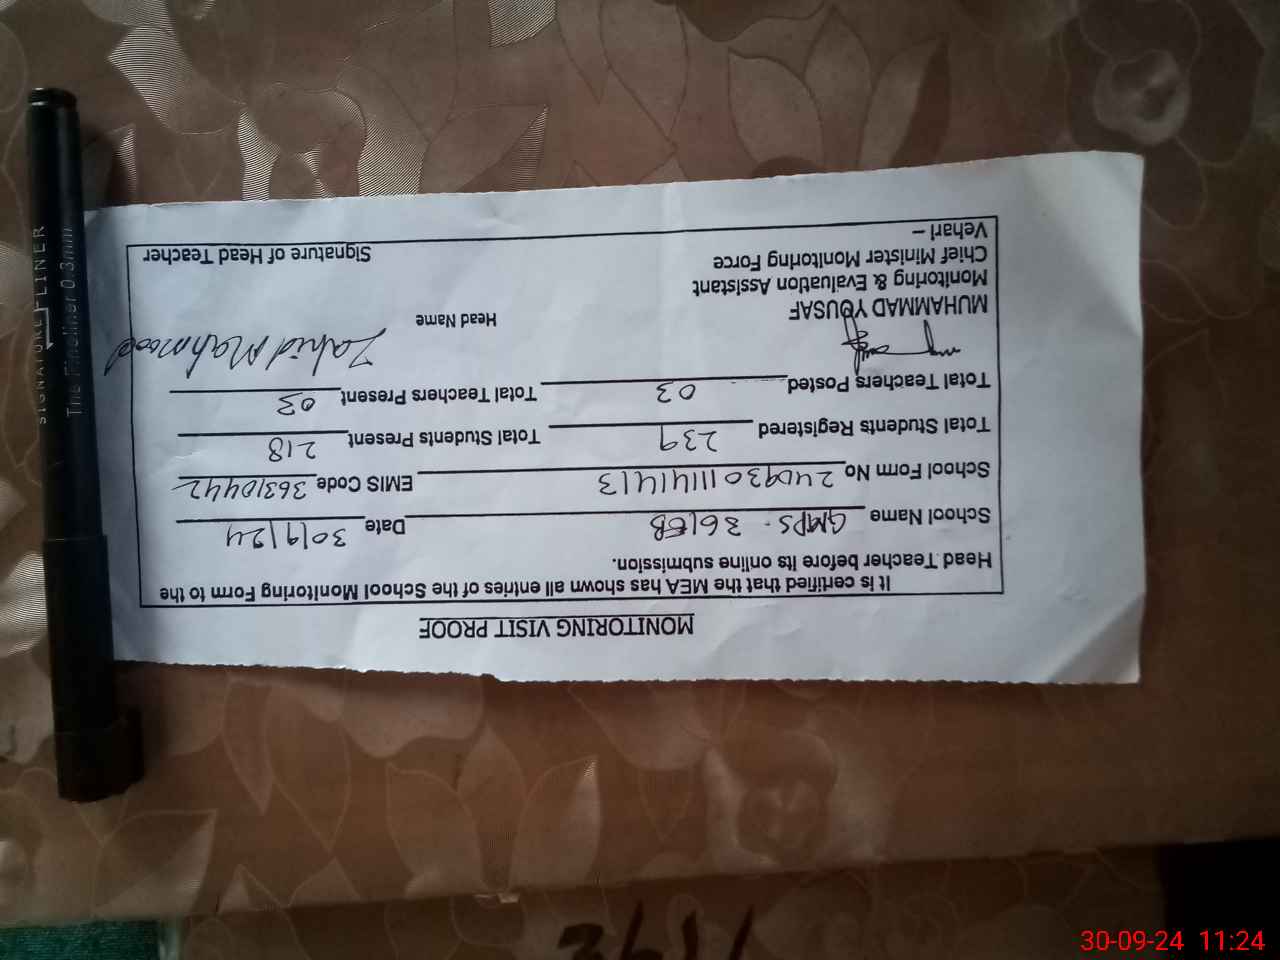 MONITORING VISIT PROOF
It is certified that the MEA has shown all entries of the School Monitoring Form to the
Head Teacher before its online submission.
School Name GMPS - 361EB Date 30/9/24
School Form No 2409301114141413 EMIS Code 36310442
Total Students Registered 239 Total Students Present 218
Total Teachers Posted 03 Total Teachers Present 03
Zahid Mahmood
MUHAMMAD YOUSAF Head Name
Monitoring & Evaluation Assistant
Chief Minister Monitoring Force
Vehari – Signature of Head Teacher
SIGNATURE FLINER
The Fineliner 0.3mm
30-09-24 11:24